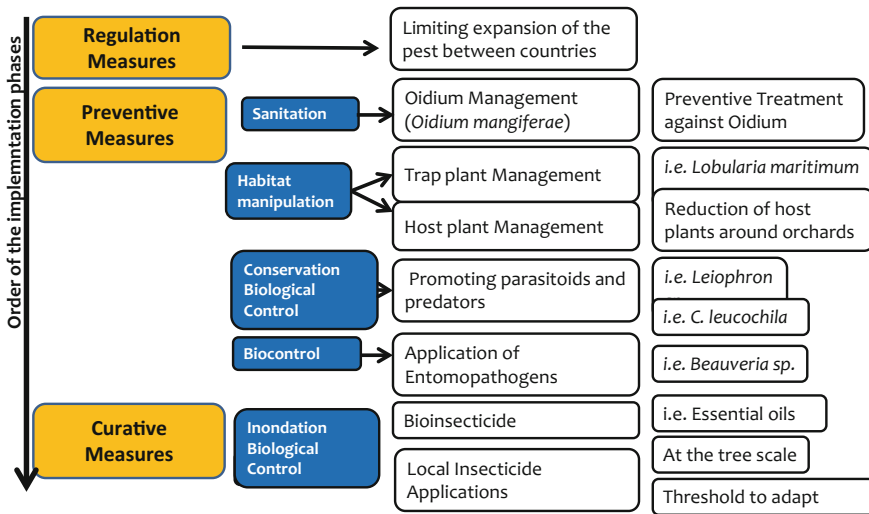 Order of the implemntation phases
Regulation
Measures
Limiting expansion of the
pest between countries
Preventive
Measures
Sanitation
Oidium Management
(Oidium mangiferae)
Preventive Treatment
against Oidium
Habitat
manipulation
Trap plant Management
i.e. Lobularia maritimum
Host plant Management
Reduction of host
plants around orchards
Conservation
Biological
Control
Promoting parasitoids and
predators
i.e. Leiophron
i.e. C. leucochila
Biocontrol
Application of
Entomopathogens
i.e. Beauveria sp.
Curative
Measures
Inondation
Biological
Control
Bioinsecticide
i.e. Essential oils
Local Insecticide
Applications
At the tree scale
Threshold to adapt